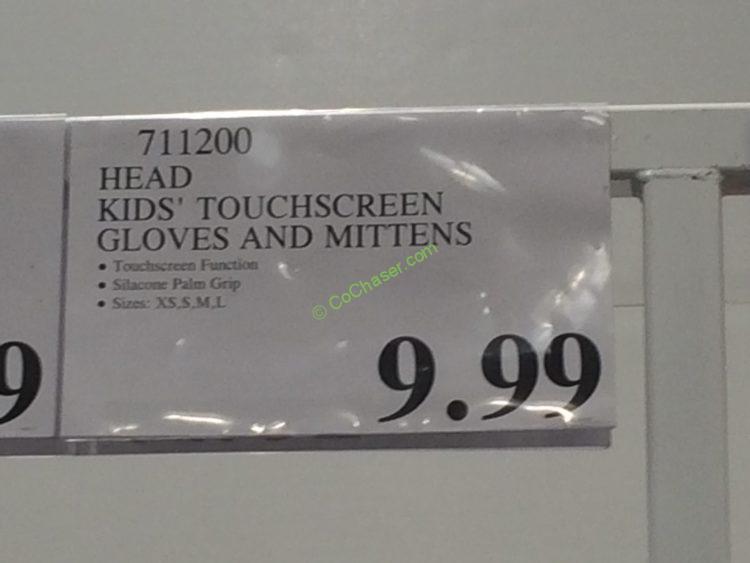 711200
HEAD
KIDS' TOUCHSCREEN
GLOVES AND MITTENS
• Touchscreen Function
• Silacone Palm Grip
• Sizes: XS,S,M,L
© CoChaser.com
9.99
9